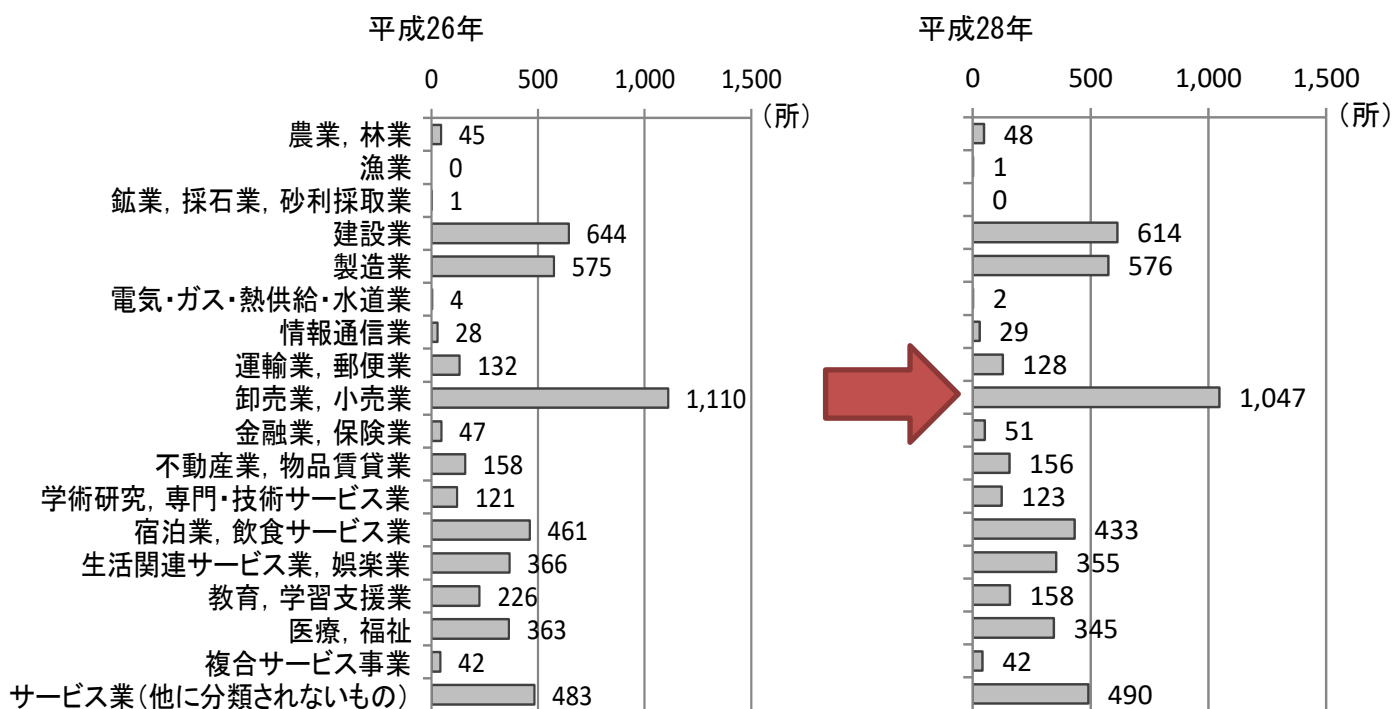 平成26年
平成28年
0 500 1,000 1,500
0 500 1,000 1,500
(所)
(所)
農業, 林業 45 48
漁業 0 1
鉱業, 採石業, 砂利採取業 1 0
建設業 644 614
製造業 575 576
電気・ガス・熱供給・水道業 4 2
情報通信業 28 29
運輸業, 郵便業 132 128
卸売業, 小売業 1,110 1,047
金融業, 保険業 47 51
不動産業, 物品賃貸業 158 156
学術研究, 専門・技術サービス業 121 123
宿泊業, 飲食サービス業 461 433
生活関連サービス業, 娯楽業 366 355
教育, 学習支援業 226 158
医療, 福祉 363 345
複合サービス事業 42 42
サービス業(他に分類されないもの) 483 490